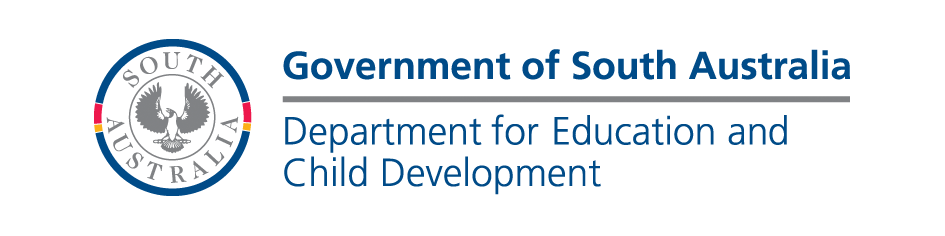 SOUTH
AUSTRALIA
Government of South Australia
Department for Education and
Child Development